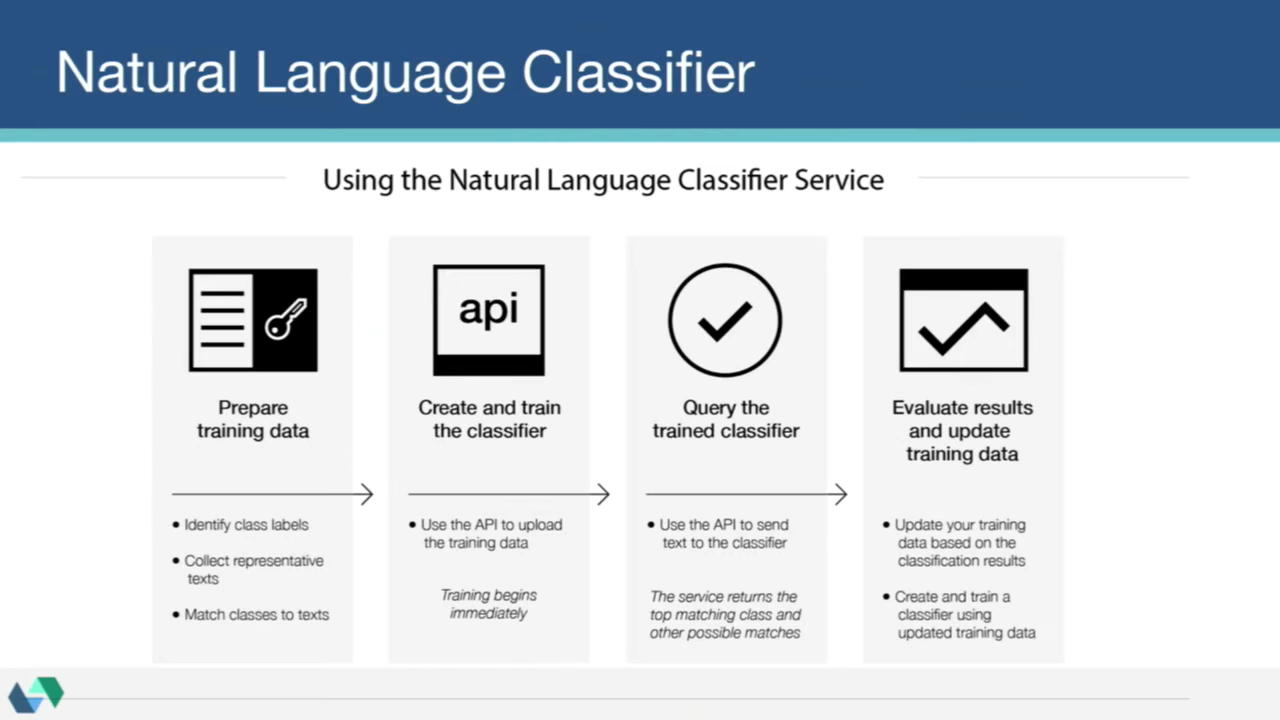 Natural Language Classifier
Using the Natural Language Classifier Service
api
Prepare
training data
• Identify class labels
• Collect representative
texts
• Match classes to texts
Create and train
the classifier
• Use the API to upload
the training data
Training begins
immediately
Query the
trained classifier
• Use the API to send
text to the classifier
The service returns the
top matching class and
other possible matches
Evaluate results
and update
training data
• Update your training
data based on the
classification results
• Create and train a
classifier using
updated training data